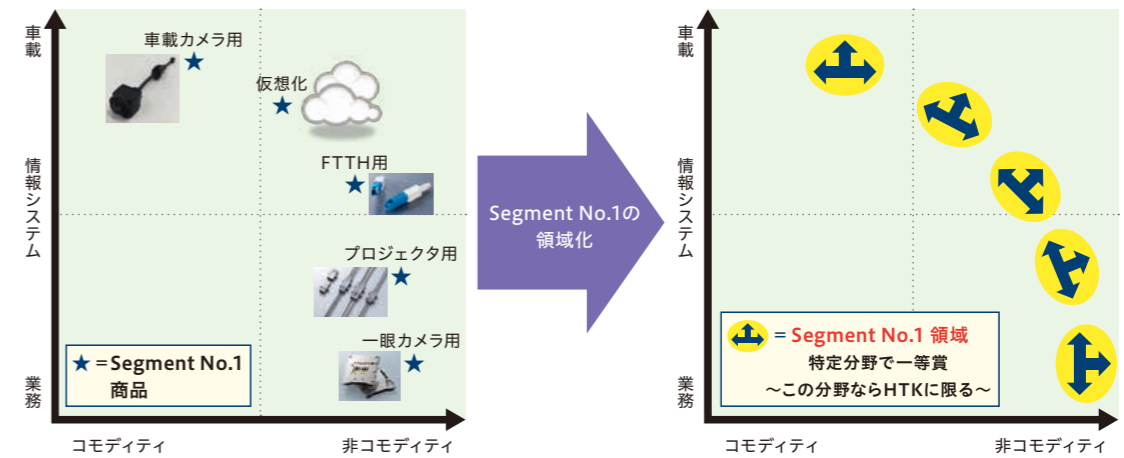 車載
情報システム
業務
車載カメラ用
仮想化
FTTH用
プロジェクタ用
一眼カメラ用
★=Segment No.1
商品
コモディティ
非コモディティ
Segment No.1の
領域化
車載
情報システム
業務
= Segment No.1 領域
特定分野で一等賞
～この分野ならHTKに限る～
コモディティ
非コモディティ